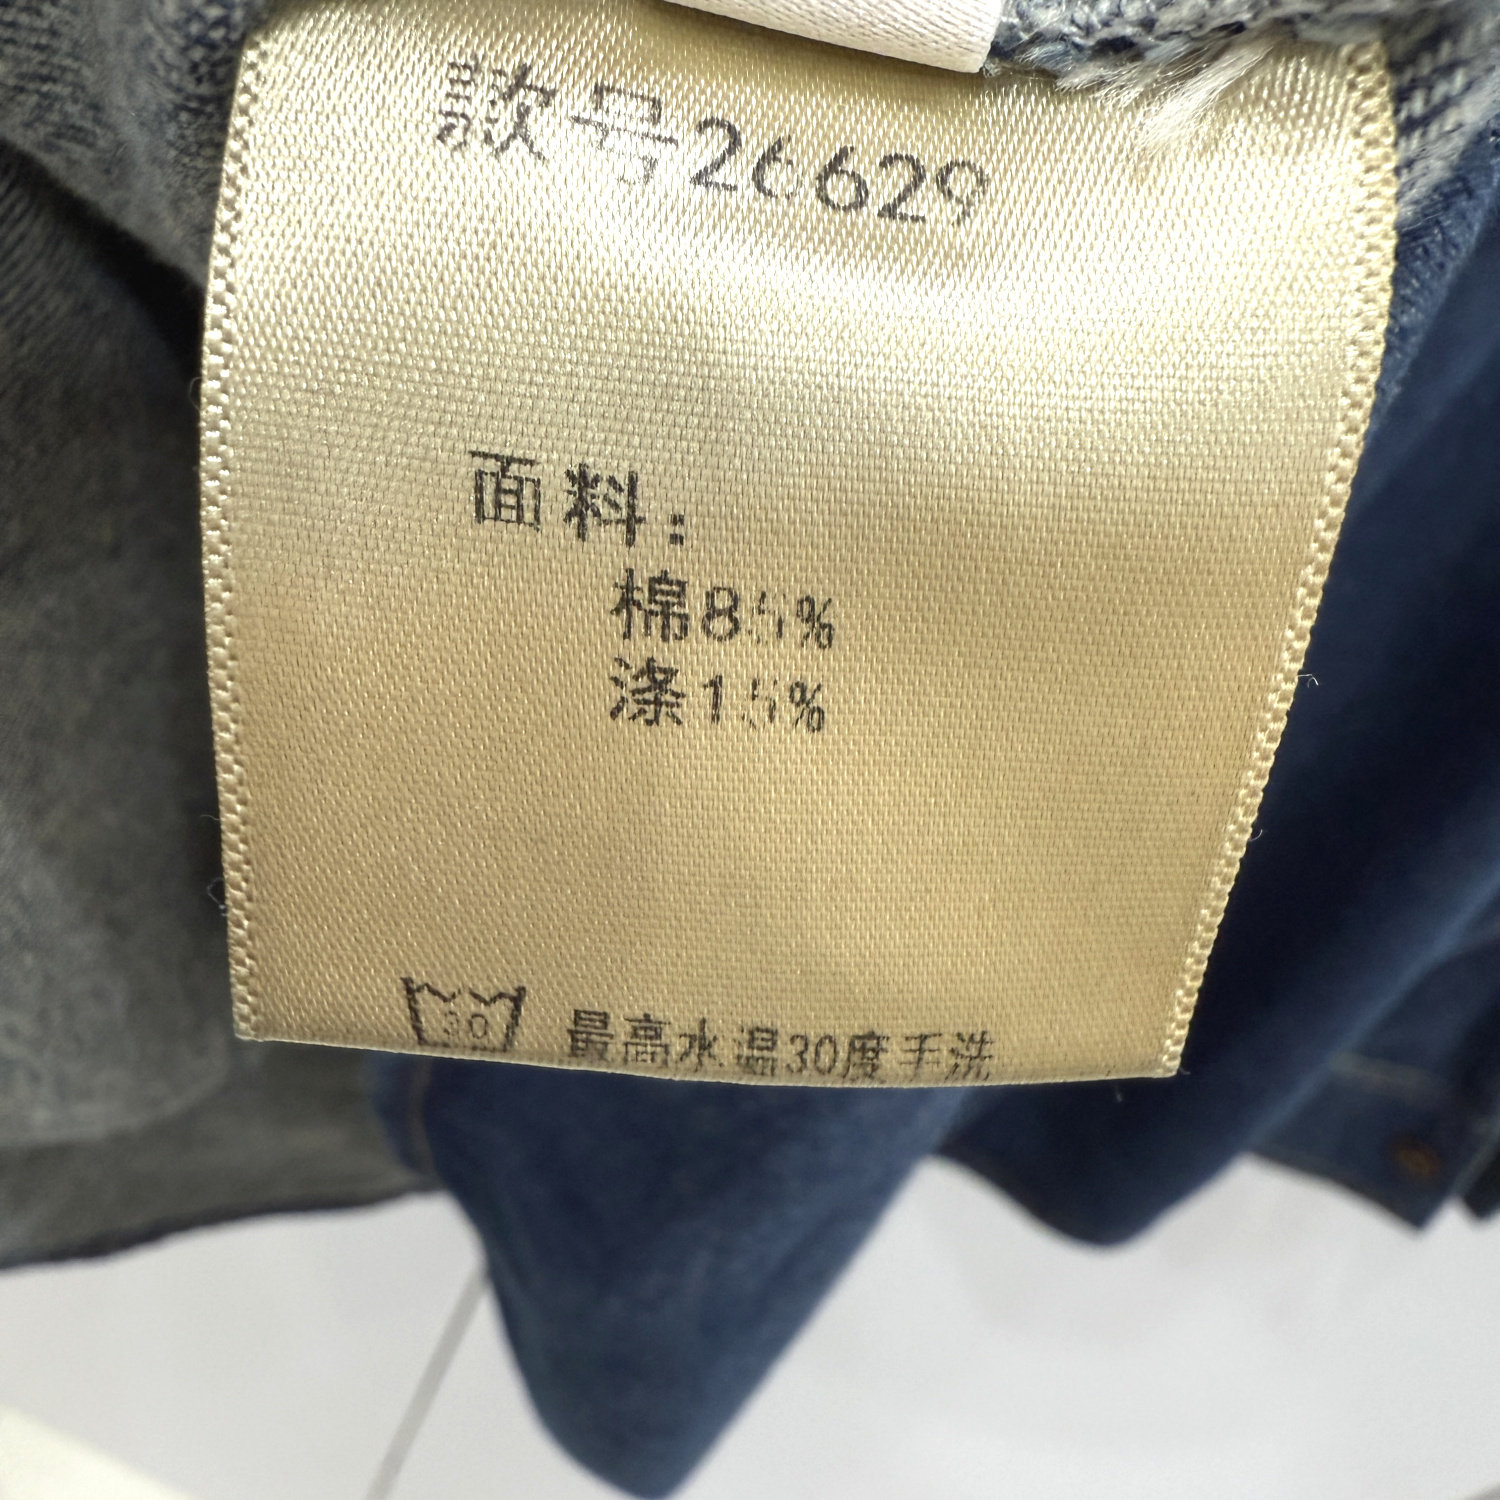 款号26629
面料：
棉85%
涤15%
30 最高水温30度手洗